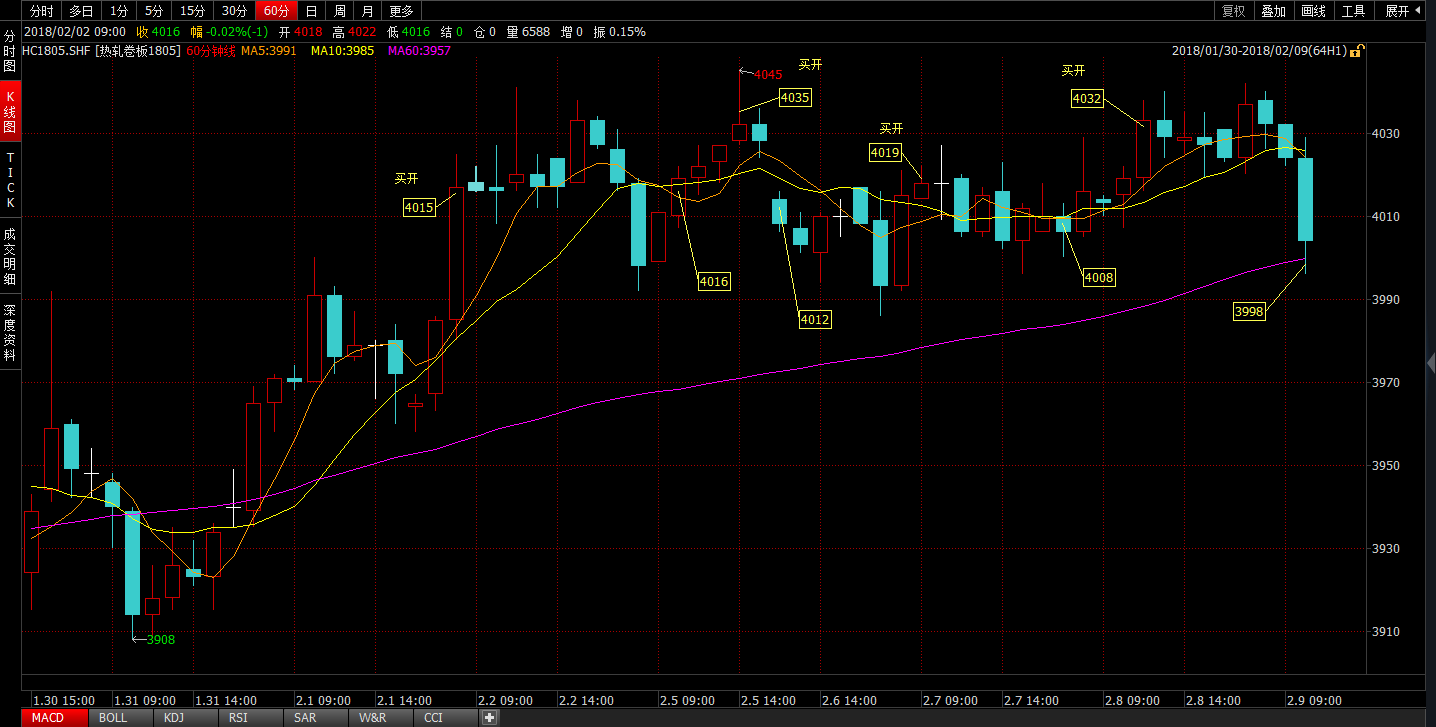 分时 多日 1分 5分 15分 30分 60分 日 周 月 更多 复权 叠加 画线 工具 展开
2018/02/02 09:00 收 4016 幅 -0.02%(-1) 开 4018 高 4022 低 4016 结 0 仓 0 量 6588 增 0 振 0.15%
HC1805.SHF [热轧卷板1805] 60分钟线 MA5:3991 MA10:3985 MA60:3957 2018/01/30-2018/02/09(64H1)
分时图
K线图
TICK
成交明细
深度资料
买开
4045
4035
买开
4032
买开
4019
买开
4015
4016
4012
4008
3998
3908
4030
4010
3990
3970
3950
3930
3910
1.30 15:00 1.31 09:00 1.31 14:00 2.1 09:00 2.1 14:00 2.2 09:00 2.2 14:00 2.5 09:00 2.5 14:00 2.6 14:00 2.7 09:00 2.7 14:00 2.8 09:00 2.8 14:00 2.9 09:00
MACD BOLL KDJ RSI SAR W&R CCI